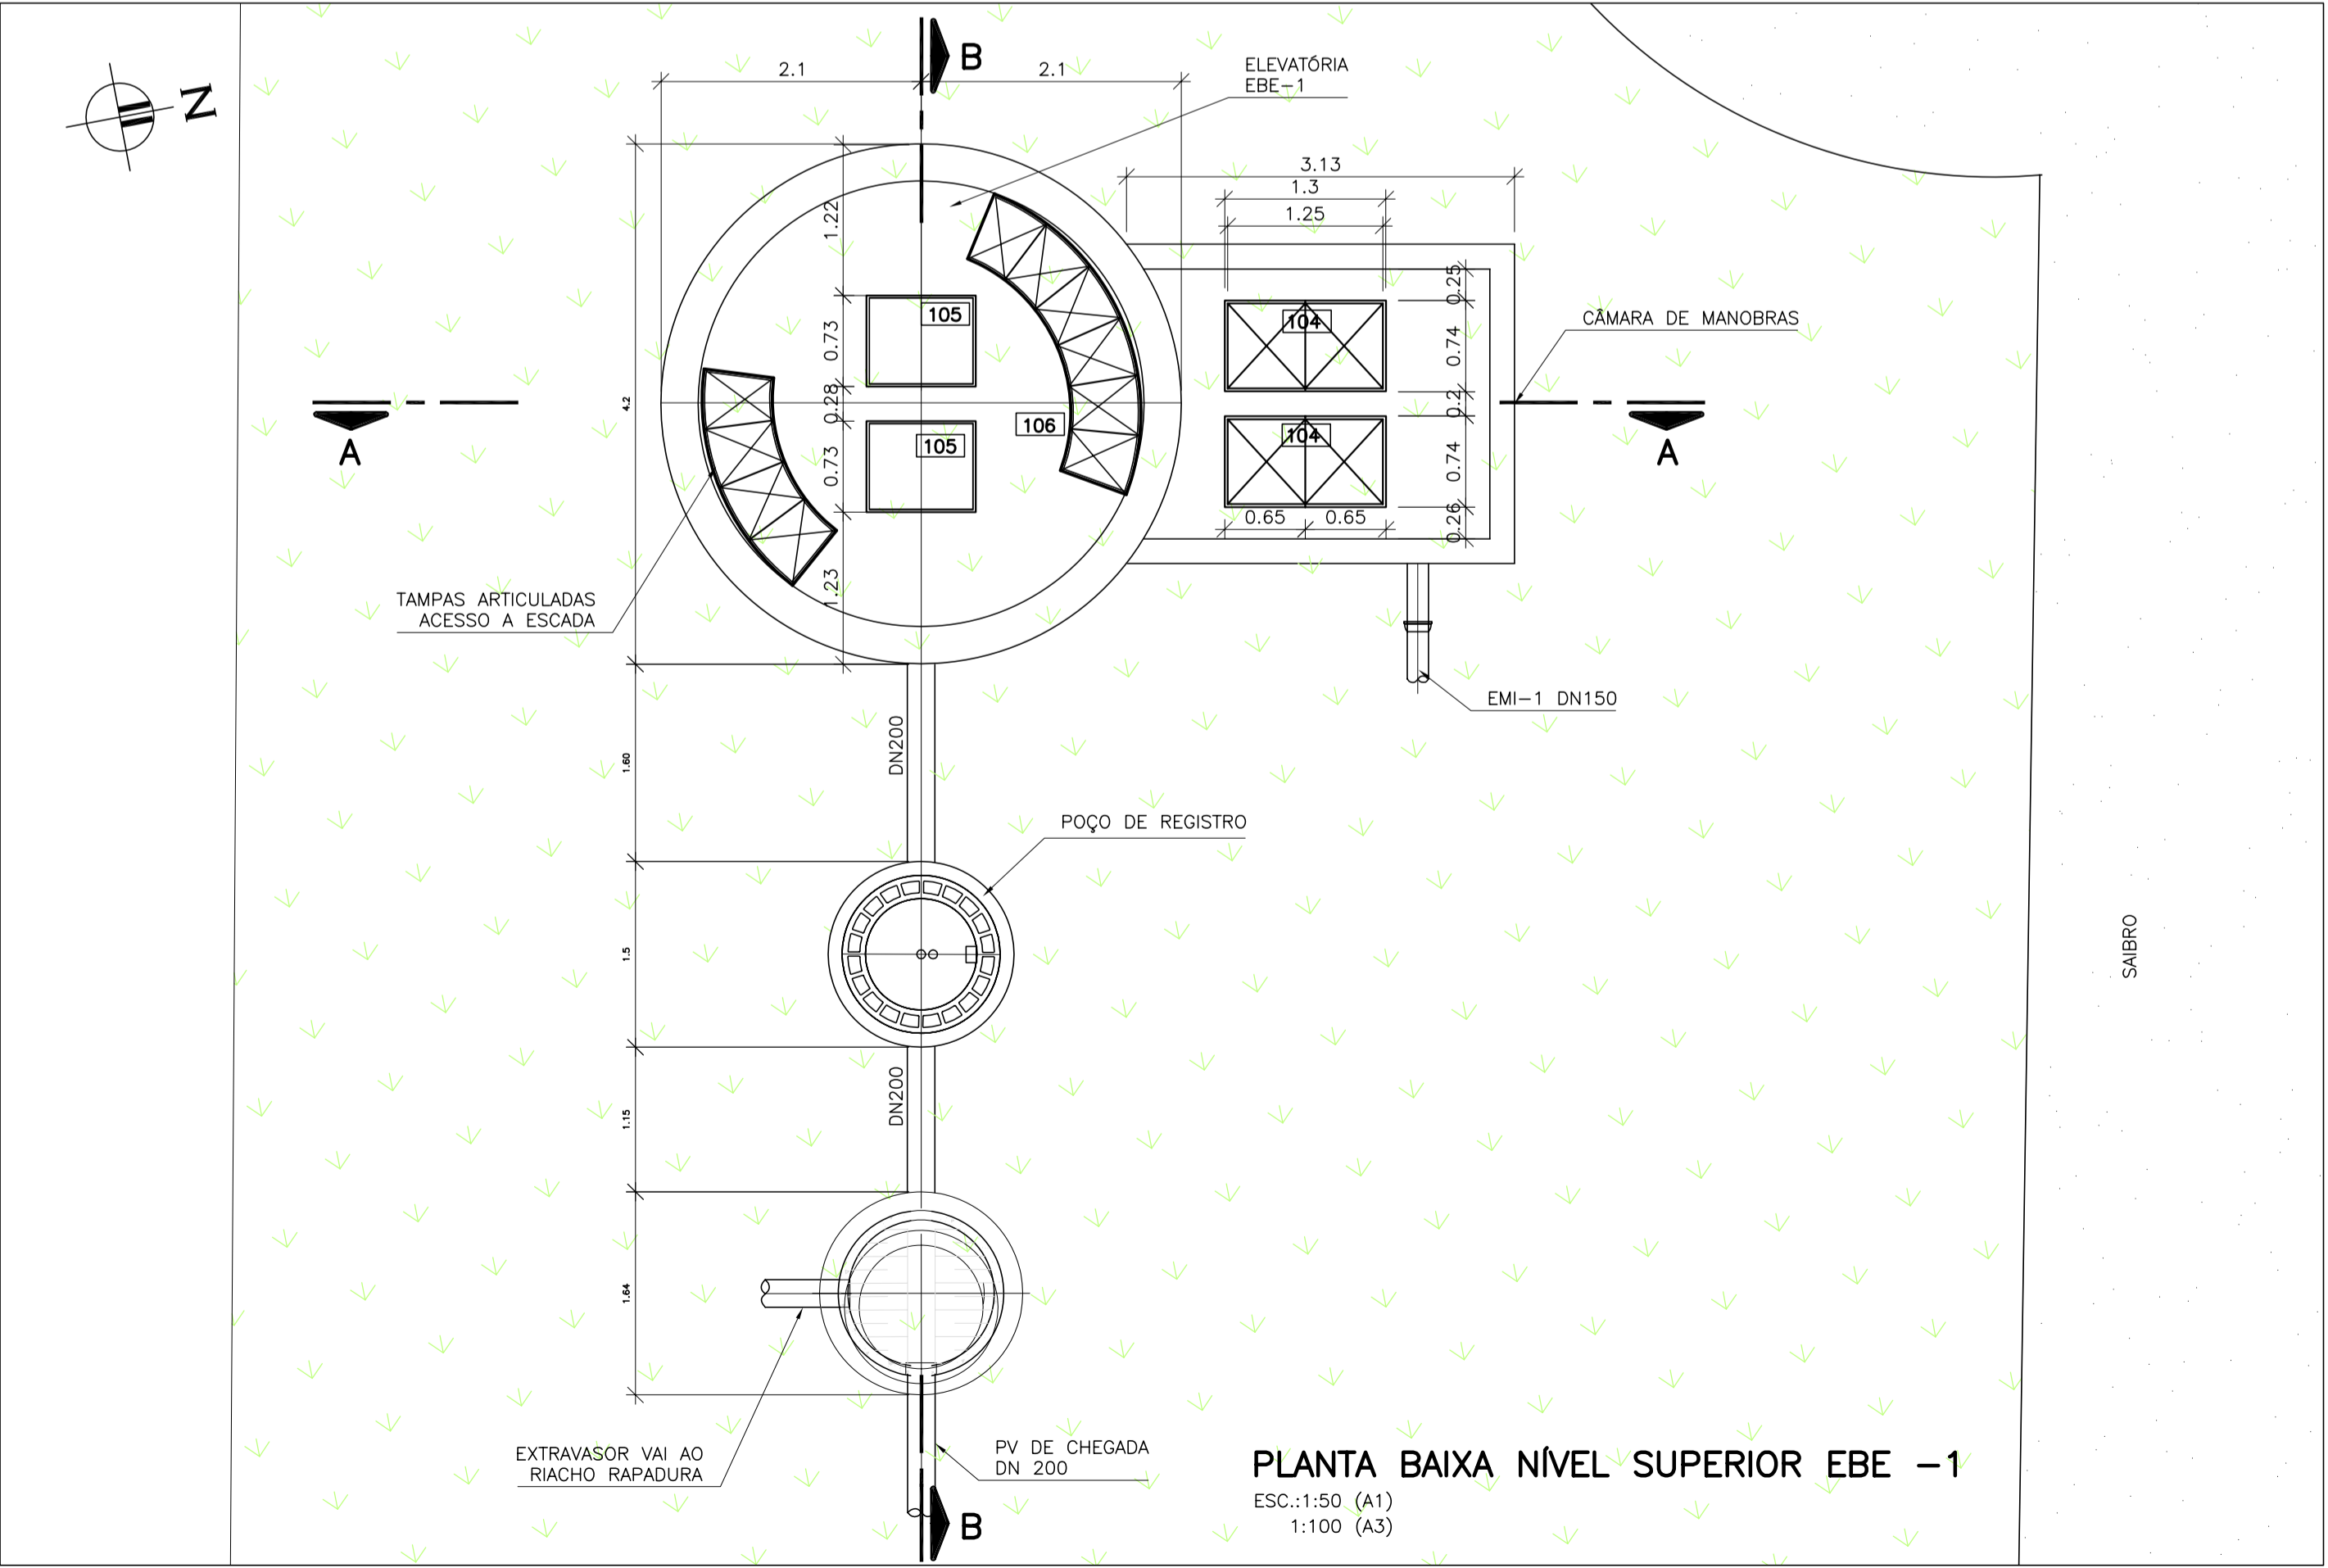 N
B
2.1
2.1
ELEVATÓRIA
EBE-1
3.13
1.3
1.25
1.22
0.73
0.28
0.73
1.23
4.2
105
105
106
104
104
0.25
0.74
0.2
0.74
0.26
0.65
0.65
CÂMARA DE MANOBRAS
A
A
TAMPAS ARTICULADAS
ACESSO A ESCADA
EMI-1 DN150
DN200
1.60
POÇO DE REGISTRO
1.5
SAIBRO
DN200
1.15
1.64
EXTRAVASOR VAI AO
RIACHO RAPADURA
PV DE CHEGADA
DN 200
B
PLANTA BAIXA NÍVEL SUPERIOR EBE -1
ESC.:1:50 (A1)
1:100 (A3)